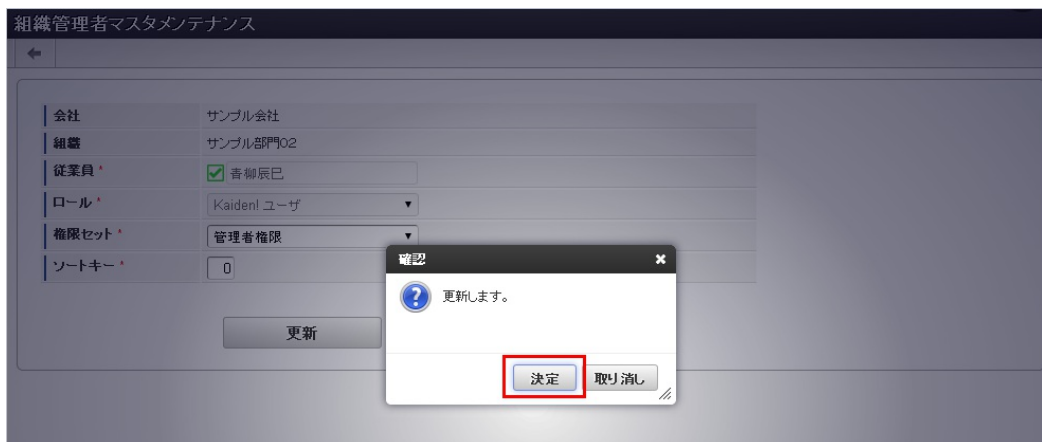 組織管理者マスタメンテナンス
会社 サンプル会社
組織 サンプル部門02
従業員 * 青柳辰巳
ロール * Kaiden! ユーザ
権限セット * 管理者権限
ソートキー * 0
更新
確認
更新します。
決定 取り消し